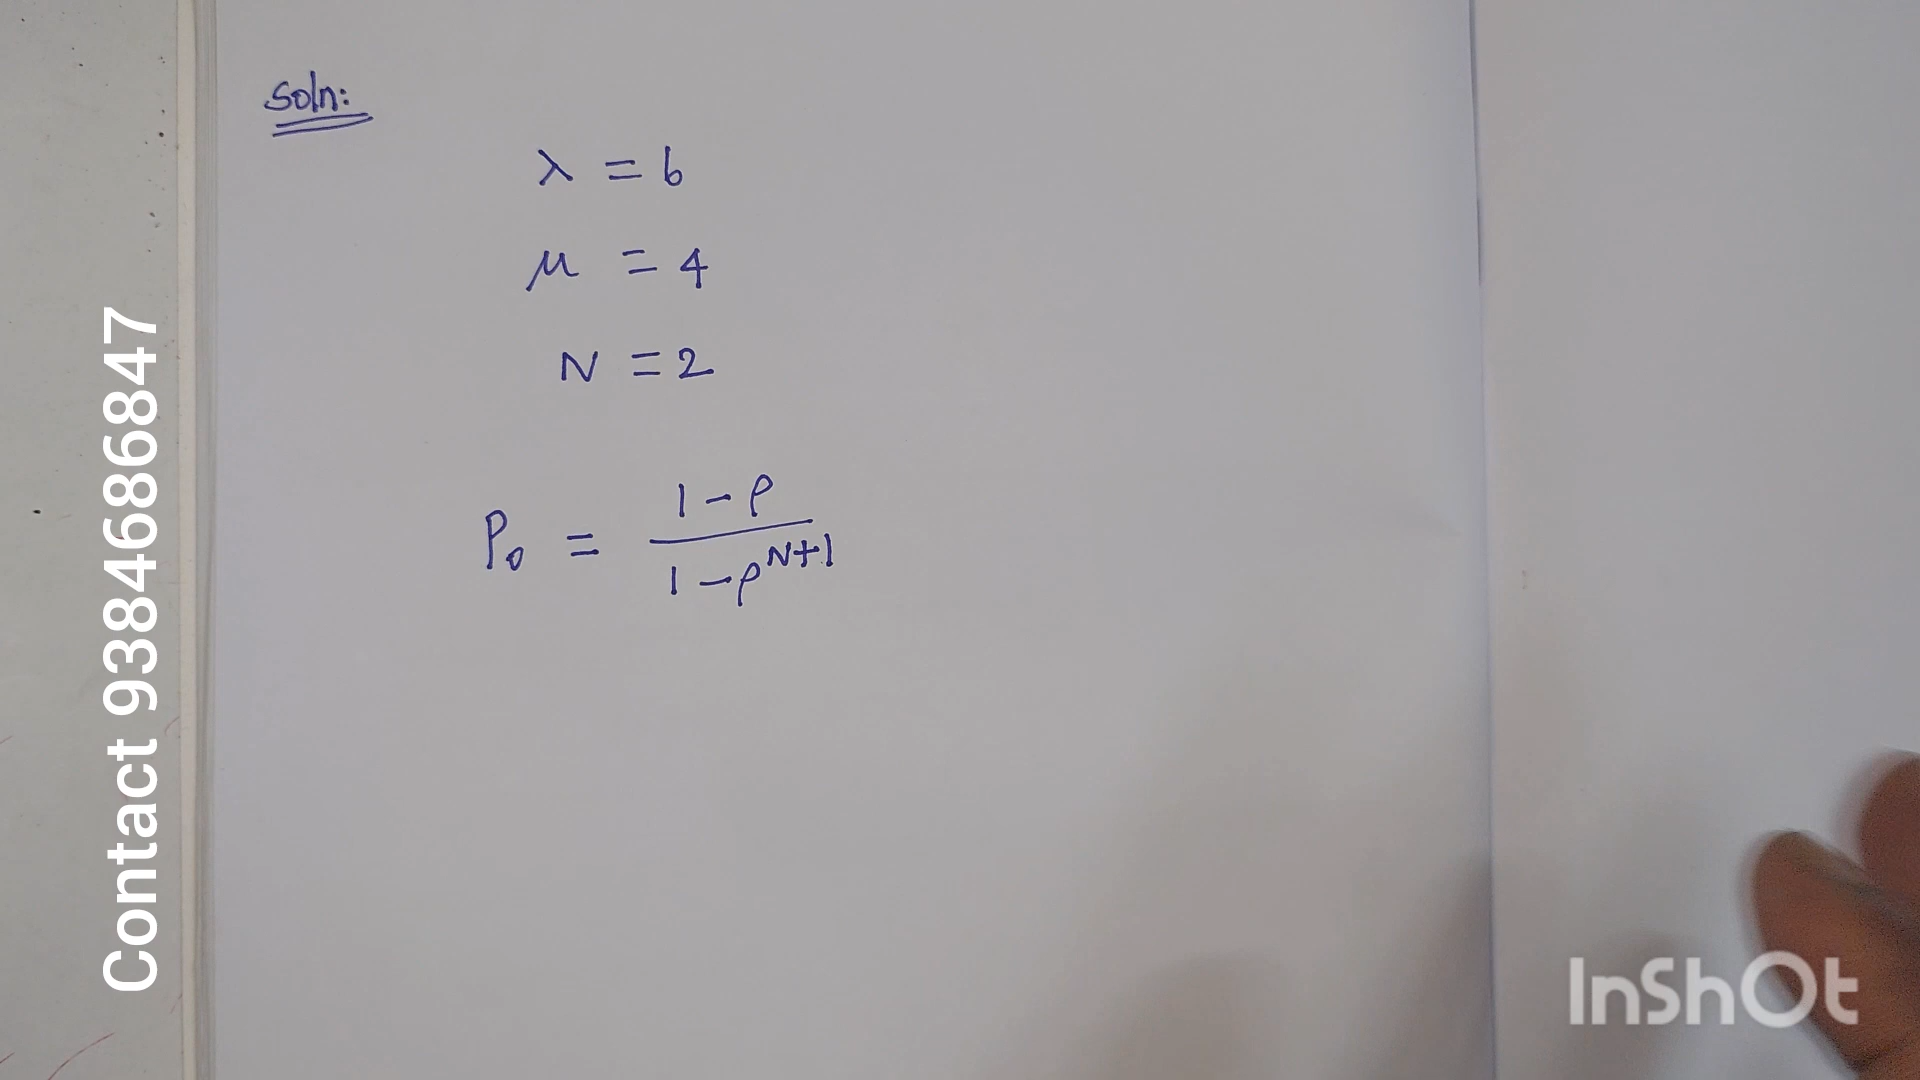 Soln:
λ = 6
μ = 4
N = 2
P₀ = (1 - ρ) / (1 - ρ^(N+1))
Contact 9384686847
InShOt